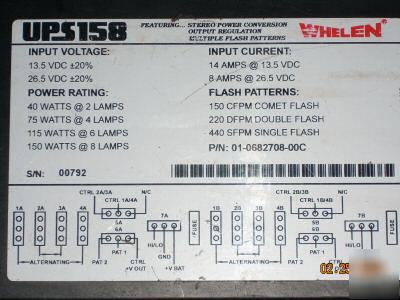 UPS158 FEATURING... STEREO POWER CONVERSION
OUTPUT REGULATION
MULTIPLE FLASH PATTERNS
WHELEN
INPUT VOLTAGE:
13.5 VDC ±20%
26.5 VDC ±20%
POWER RATING:
40 WATTS @ 2 LAMPS
75 WATTS @ 4 LAMPS
115 WATTS @ 6 LAMPS
150 WATTS @ 8 LAMPS
INPUT CURRENT:
14 AMPS @ 13.5 VDC
8 AMPS @ 26.5 VDC
FLASH PATTERNS:
150 CFPM COMET FLASH
220 DFPM DOUBLE FLASH
440 SFPM SINGLE FLASH
P/N: 01-0682708-00C
S/N: 00792
CTRL 2A/3A N/C
CTRL 1A/4A
1A 2A 3A 4A
5A
6A
7A
HI/LO
GND
+V BAT
FUSE
ALTERNATING
PAT 2
PAT 1
CTRL
+V OUT
CTRL 2B/3B N/C
CTRL 1B/4B
1B 2B 3B 4B
5B
6B
7B
HI/LO
FUSE
ALTERNATING
PAT 2
PAT 1